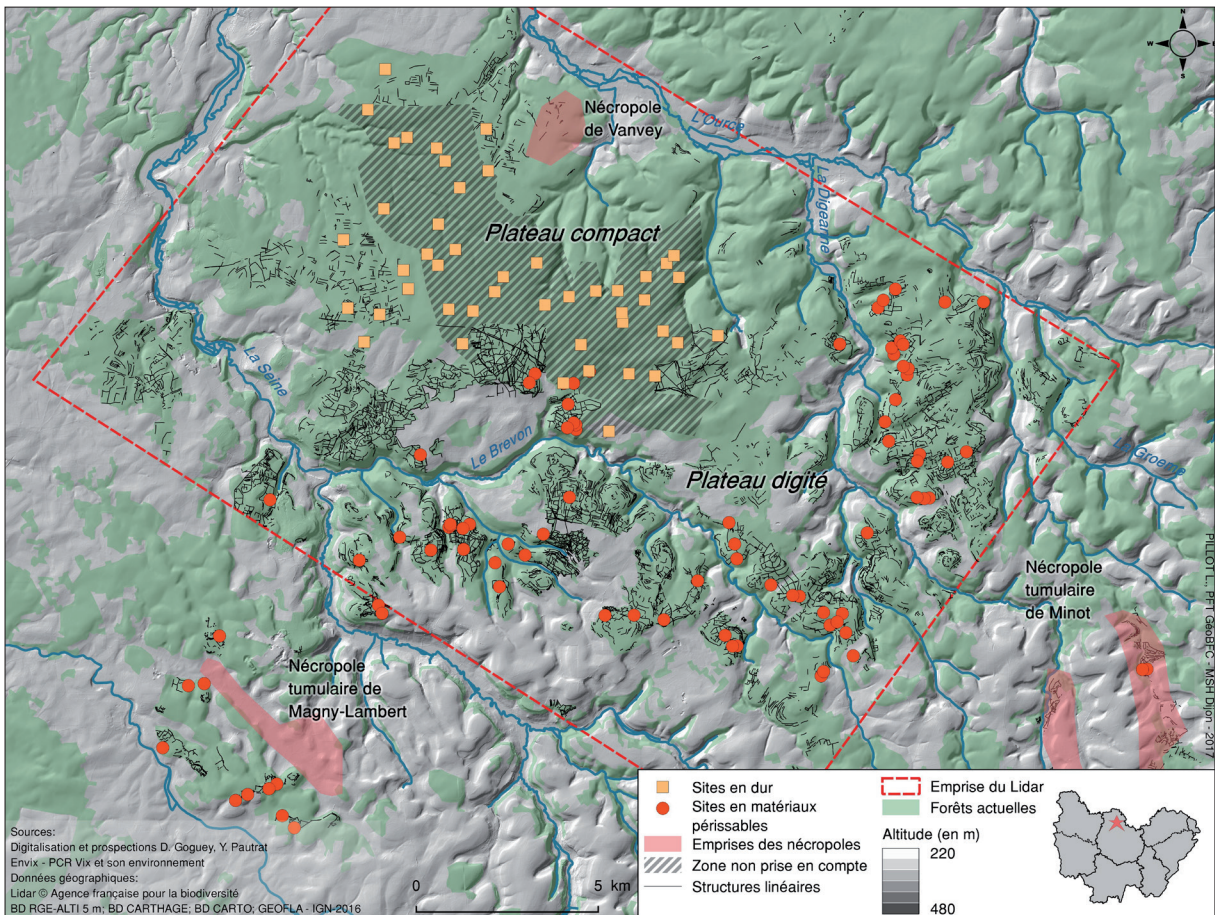 N
W
S
Nécropole
de Vanvey
L'Ource
La Digeanne
Plateau compact
La Seine
Le Brevon
Plateau digité
La Groeme
Nécropole
tumulaire
de Minot
Nécropole
tumulaire de
Magny-Lambert
PILLOT L. PFT GéoBFC - MSH Dijon - 2017
Sites en dur
Sites en matériaux
périssables
Emprises des nécropoles
Zone non prise en compte
Structures linéaires
Emprise du Lidar
Forêts actuelles
Altitude (en m)
220
480
Sources:
Digitalisation et prospections D. Goguey, Y. Pautrat
Envix - PCR Vix et son environnement
Données géographiques:
Lidar © Agence française pour la biodiversité
BD RGE-ALTI 5 m; BD CARTHAGE; BD CARTO; GEOFLA - IGN-2016
0
5 km